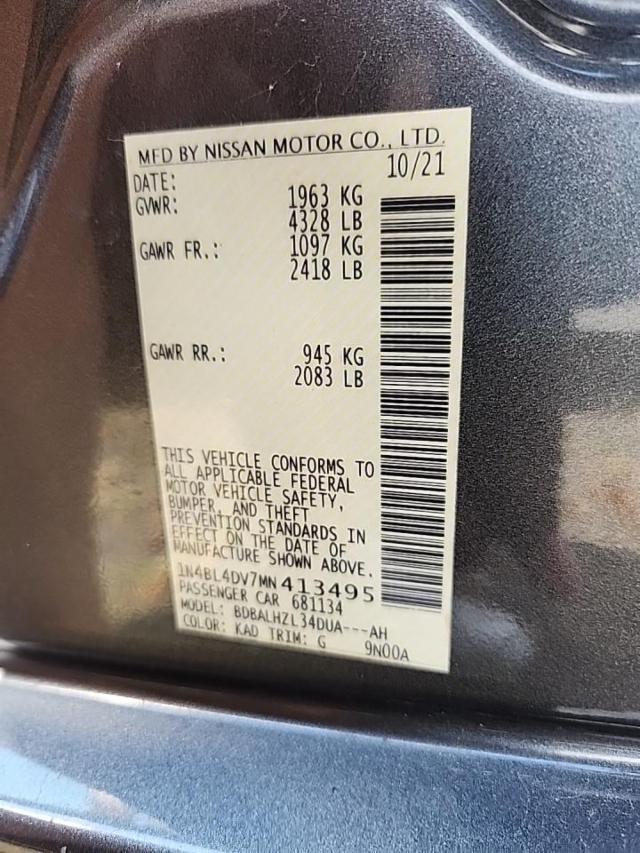 MFD BY NISSAN MOTOR CO., LTD.
DATE: 10/21
GVWR: 1963 KG
4328 LB
GAWR FR.: 1097 KG
2418 LB
GAWR RR.: 945 KG
2083 LB
THIS VEHICLE CONFORMS TO
ALL APPLICABLE FEDERAL
MOTOR VEHICLE SAFETY,
BUMPER, AND THEFT
PREVENTION STANDARDS IN
EFFECT ON THE DATE OF
MANUFACTURE SHOWN ABOVE.
1N4BL4DV7MN413495
PASSENGER CAR 681134
MODEL: BDBALHZL34DUA---AH
COLOR: KAD TRIM: G 9N00A